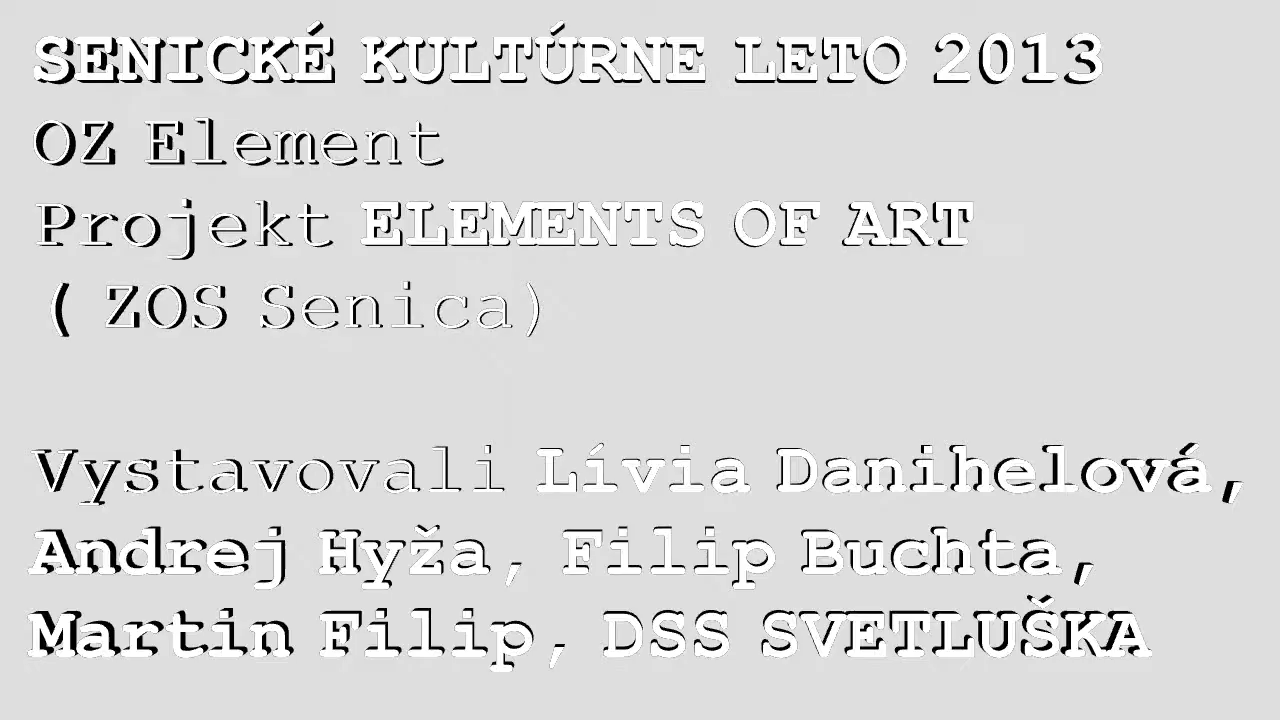 SENICKÉ KULTÚRNE LETO 2013
OZ Element
Projekt ELEMENTS OF ART
( ZOS Senica)
Vystavovali Lívia Danihelová,
Andrej Hyža, Filip Buchta,
Martin Filip, DSS SVETLUŠKA